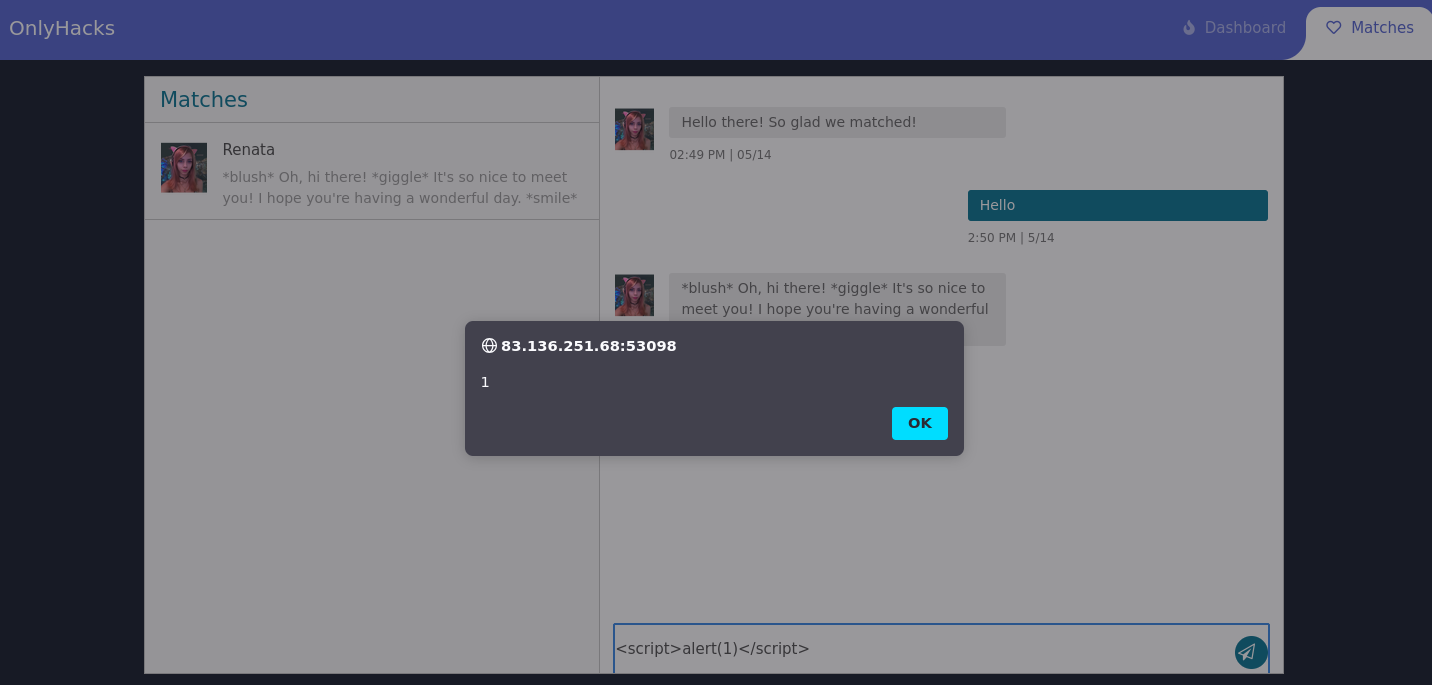 OnlyHacks
Dashboard
Matches
Matches
Renata
*blush* Oh, hi there! *giggle* It's so nice to meet
you! I hope you're having a wonderful day. *smile*
Hello there! So glad we matched!
02:49 PM | 05/14
Hello
2:50 PM | 5/14
*blush* Oh, hi there! *giggle* It's so nice to
meet you! I hope you're having a wonderful
83.136.251.68:53098
1
OK
<script>alert(1)</script>